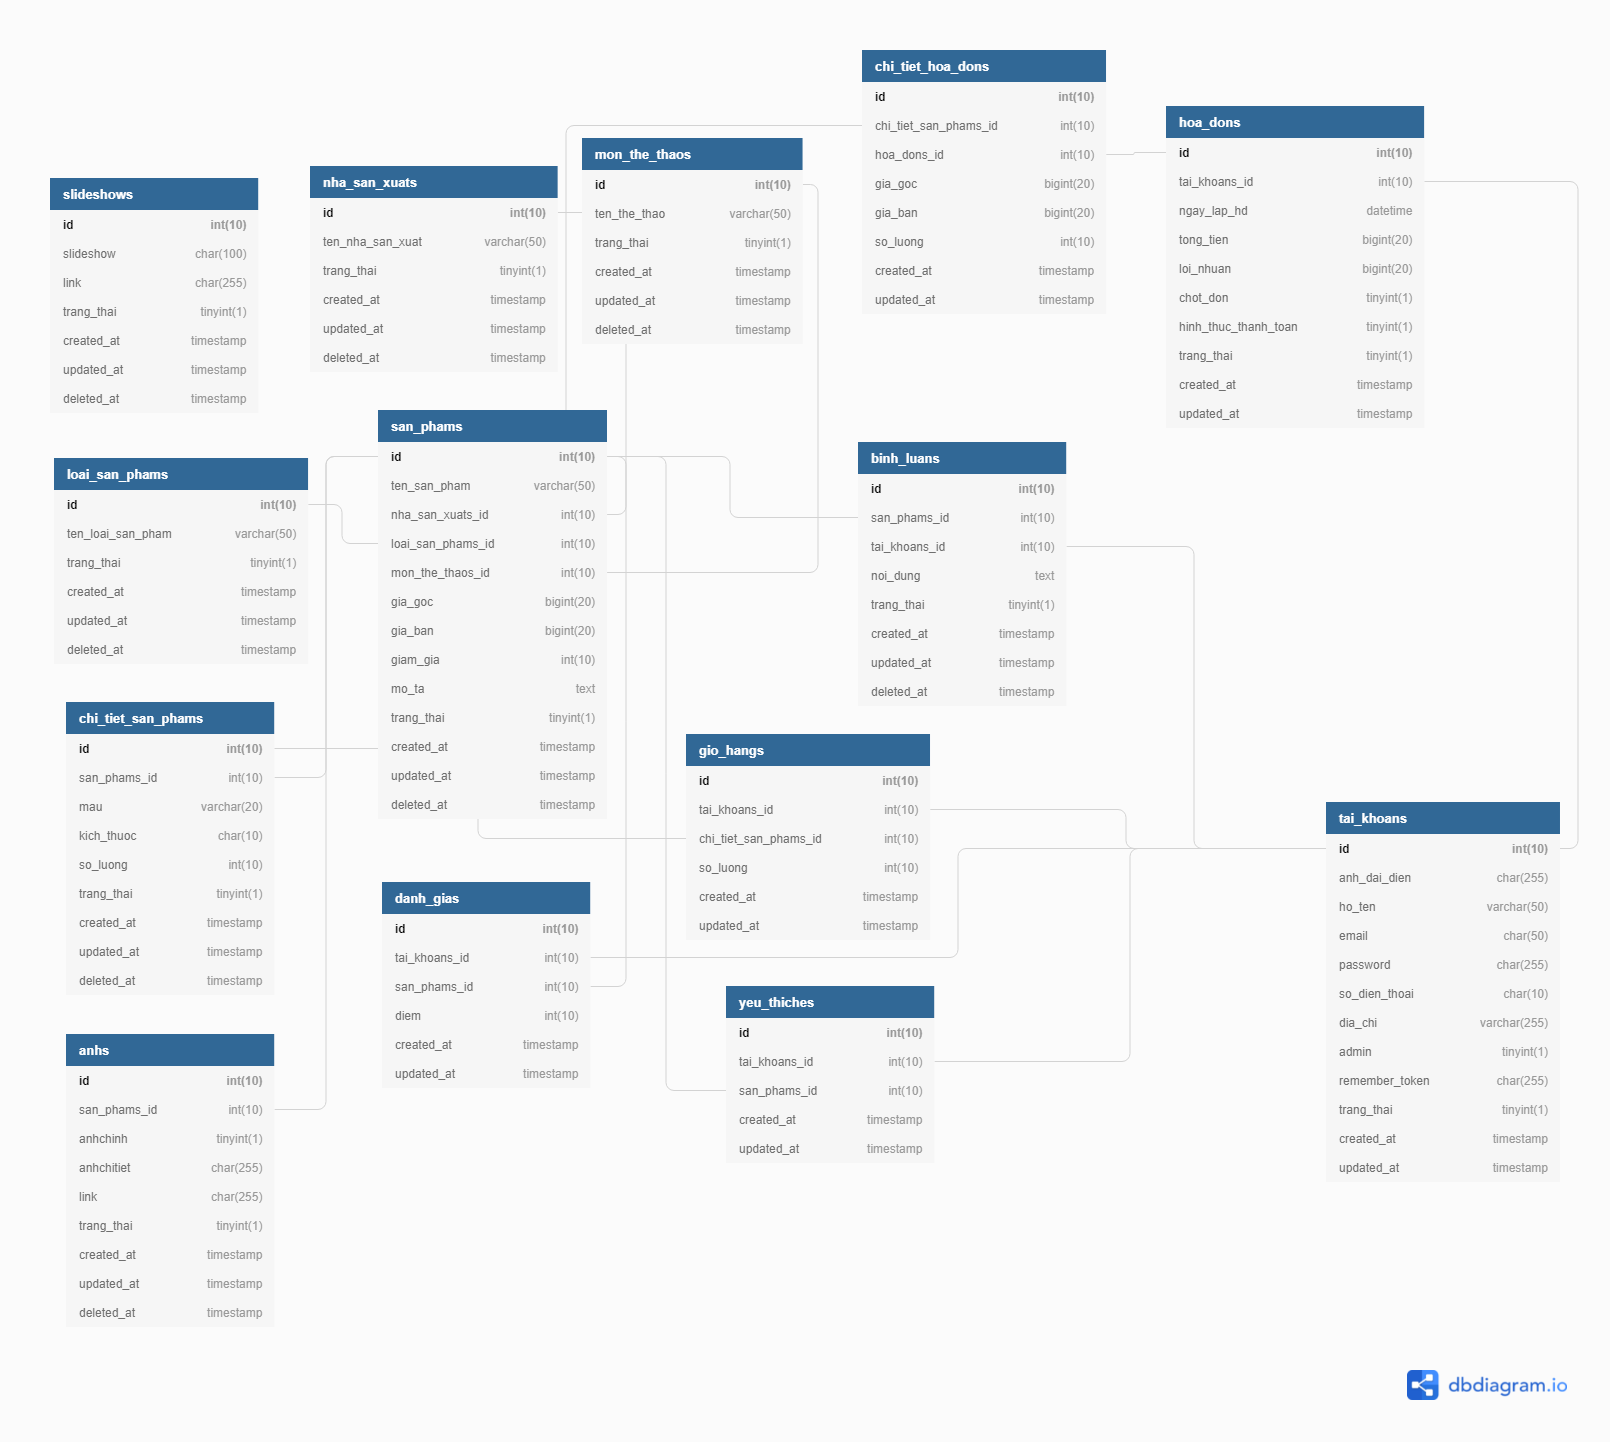 slideshows
id int(10)
slideshow char(100)
link char(255)
trang_thai tinyint(1)
created_at timestamp
updated_at timestamp
deleted_at timestamp
nha_san_xuats
id int(10)
ten_nha_san_xuat varchar(50)
trang_thai tinyint(1)
created_at timestamp
updated_at timestamp
deleted_at timestamp
mon_the_thaos
id int(10)
ten_the_thao varchar(50)
trang_thai tinyint(1)
created_at timestamp
updated_at timestamp
deleted_at timestamp
chi_tiet_hoa_dons
id int(10)
chi_tiet_san_phams_id int(10)
hoa_dons_id int(10)
gia_goc bigint(20)
gia_ban bigint(20)
so_luong int(10)
created_at timestamp
updated_at timestamp
hoa_dons
id int(10)
tai_khoans_id int(10)
ngay_lap_hd datetime
tong_tien bigint(20)
loi_nhuan bigint(20)
chot_don tinyint(1)
hinh_thuc_thanh_toan tinyint(1)
trang_thai tinyint(1)
created_at timestamp
updated_at timestamp
loai_san_phams
id int(10)
ten_loai_san_pham varchar(50)
trang_thai tinyint(1)
created_at timestamp
updated_at timestamp
deleted_at timestamp
san_phams
id int(10)
ten_san_pham varchar(50)
nha_san_xuats_id int(10)
loai_san_phams_id int(10)
mon_the_thaos_id int(10)
gia_goc bigint(20)
gia_ban bigint(20)
giam_gia int(10)
mo_ta text
trang_thai tinyint(1)
created_at timestamp
updated_at timestamp
deleted_at timestamp
binh_luans
id int(10)
san_phams_id int(10)
tai_khoans_id int(10)
noi_dung text
trang_thai tinyint(1)
created_at timestamp
updated_at timestamp
deleted_at timestamp
chi_tiet_san_phams
id int(10)
san_phams_id int(10)
mau varchar(20)
kich_thuoc char(10)
so_luong int(10)
trang_thai tinyint(1)
created_at timestamp
updated_at timestamp
deleted_at timestamp
gio_hangs
id int(10)
tai_khoans_id int(10)
chi_tiet_san_phams_id int(10)
so_luong int(10)
created_at timestamp
updated_at timestamp
tai_khoans
id int(10)
anh_dai_dien char(255)
ho_ten varchar(50)
email char(50)
password char(255)
so_dien_thoai char(10)
dia_chi varchar(255)
admin tinyint(1)
remember_token char(255)
trang_thai tinyint(1)
created_at timestamp
updated_at timestamp
danh_gias
id int(10)
tai_khoans_id int(10)
san_phams_id int(10)
diem int(10)
created_at timestamp
updated_at timestamp
yeu_thiches
id int(10)
tai_khoans_id int(10)
san_phams_id int(10)
created_at timestamp
updated_at timestamp
anhs
id int(10)
san_phams_id int(10)
anhchinh tinyint(1)
anhchitiet char(255)
link char(255)
trang_thai tinyint(1)
created_at timestamp
updated_at timestamp
deleted_at timestamp
dbdiagram.io